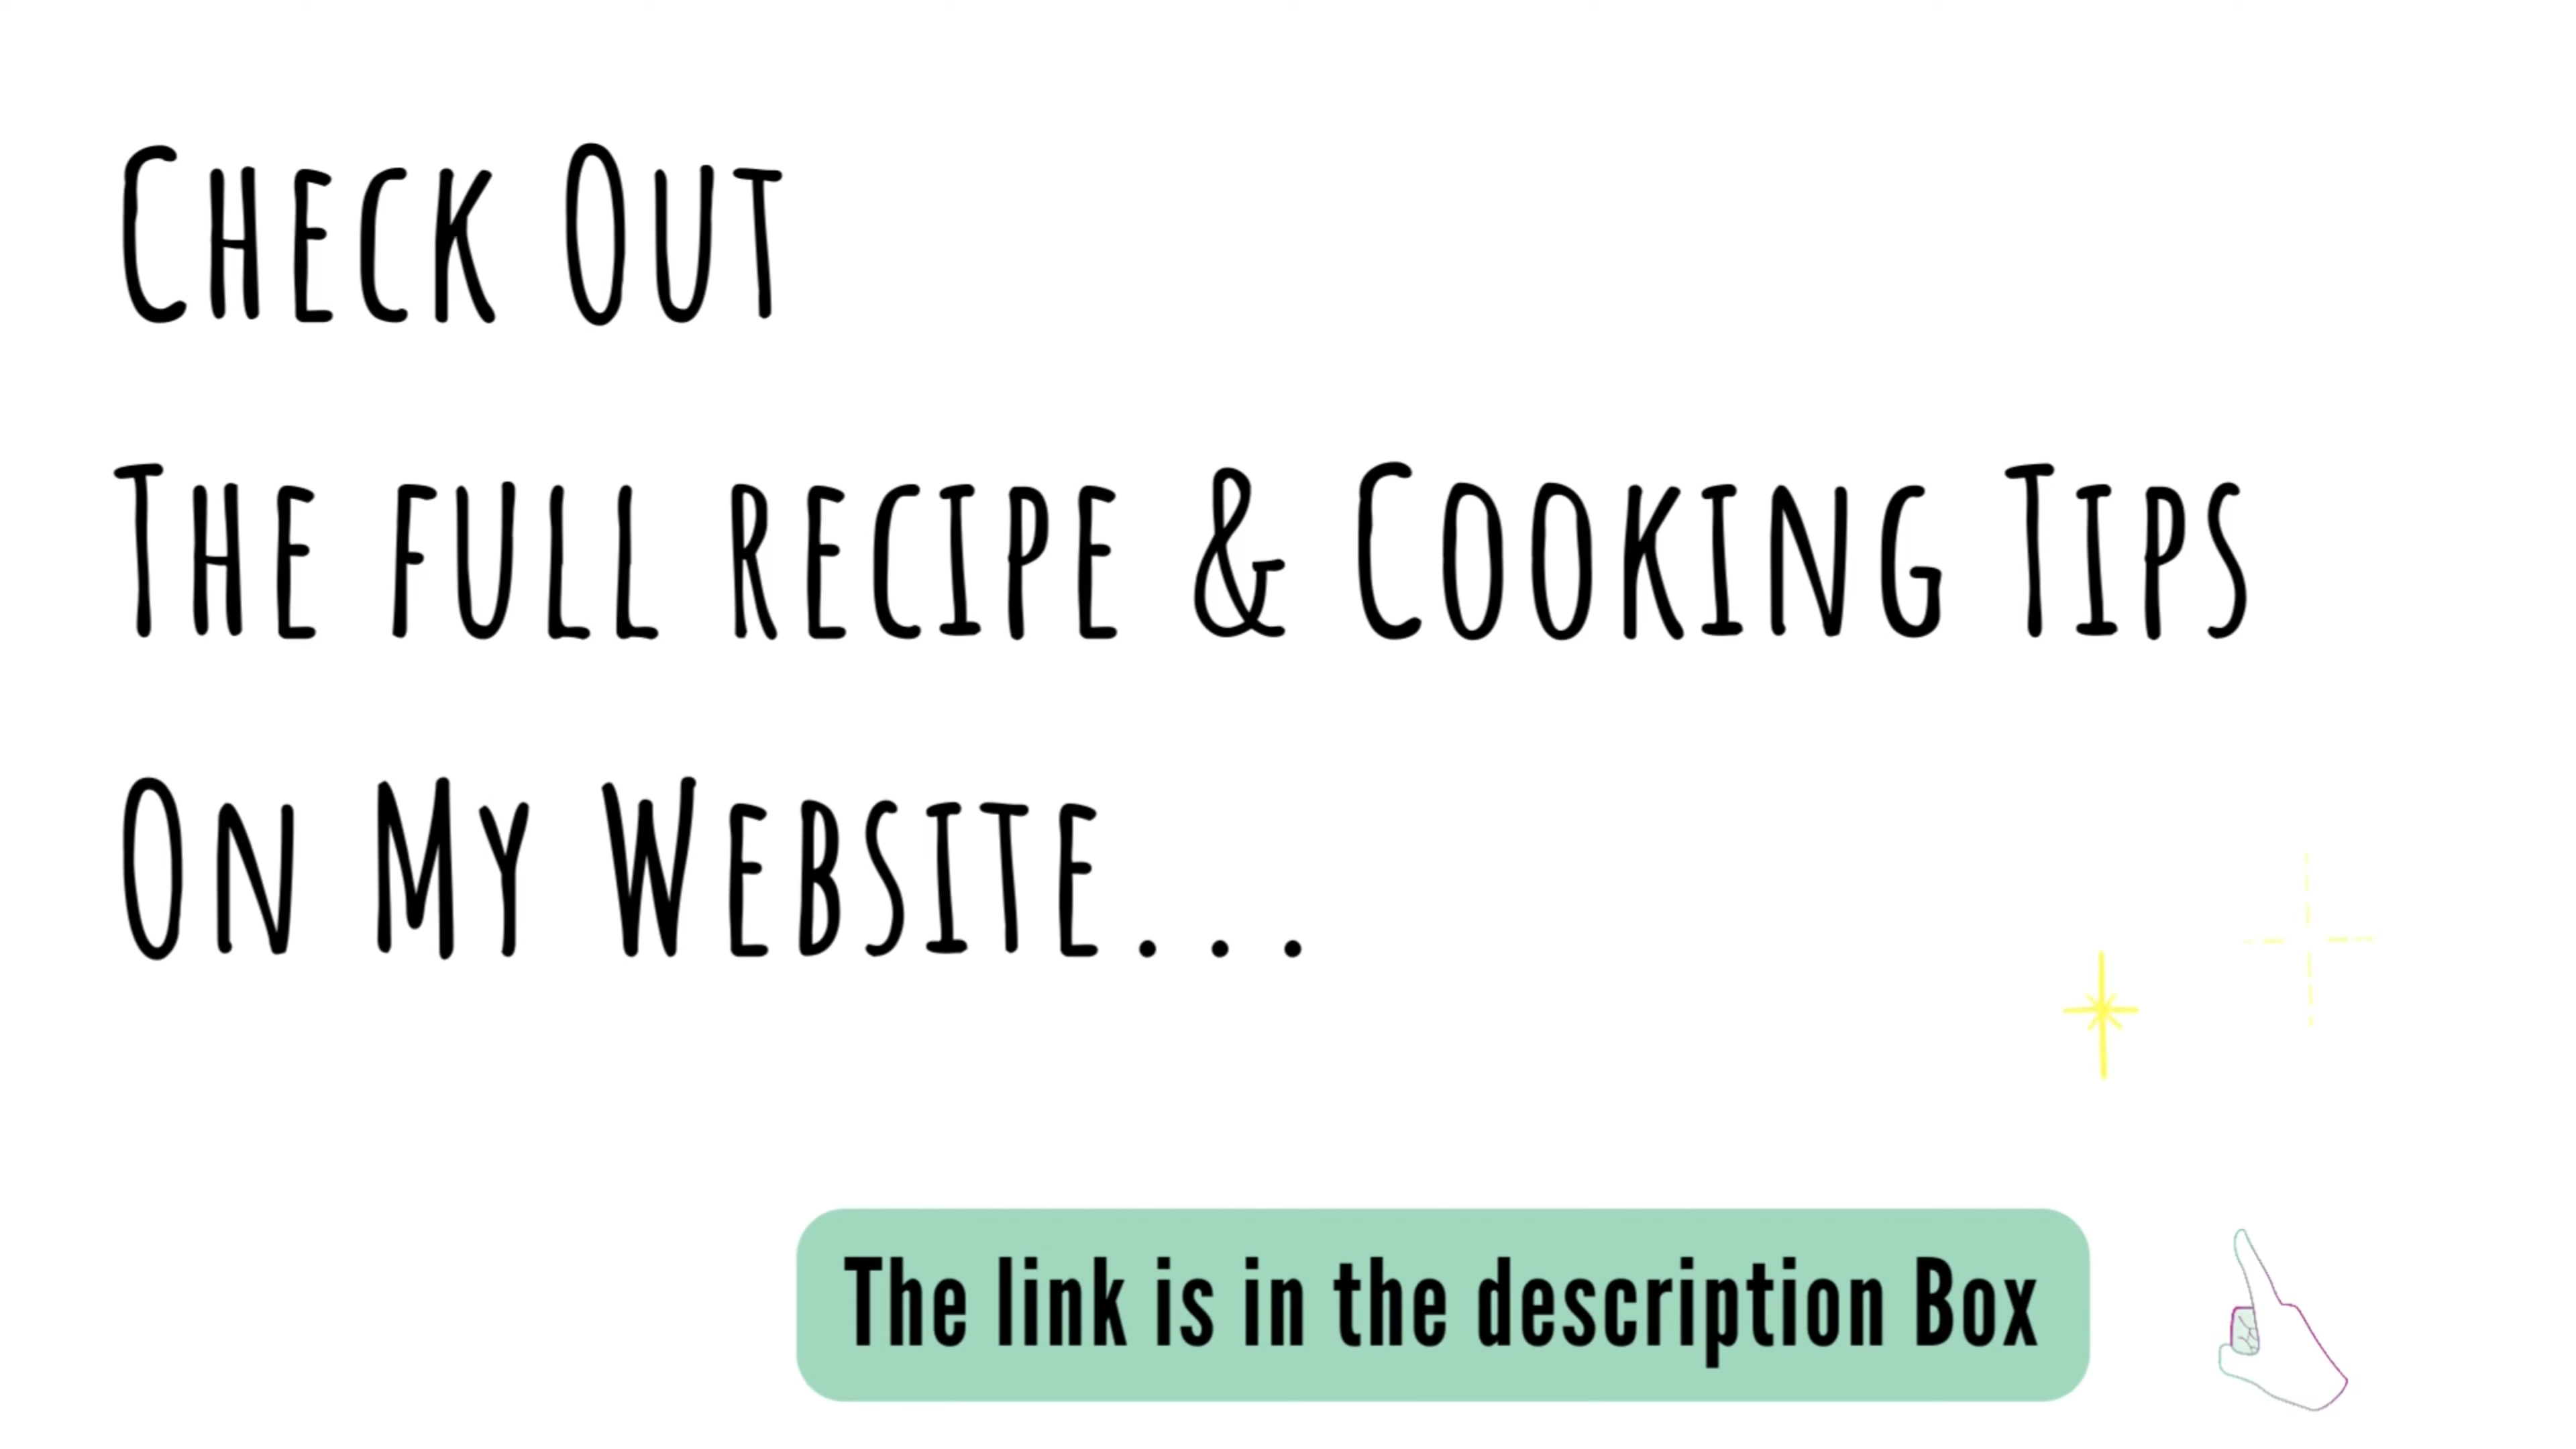 Check Out
The full recipe & Cooking Tips
On My Website...
The link is in the description Box